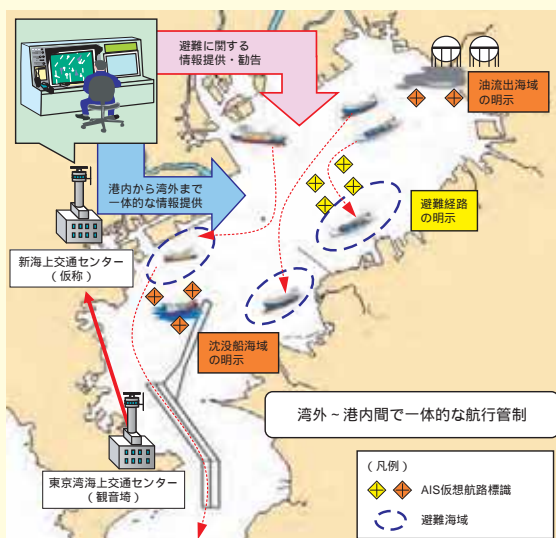 避難に関する
情報提供・勧告
油流出海域
の明示
港内から湾外まで
一体的な情報提供
避難経路
の明示
新海上交通センター
（仮称）
沈没船海域
の明示
湾外～港内間で一体的な航行管制
東京湾海上交通センター
（観音埼）
（凡例）
AIS仮想航路標識
避難海域